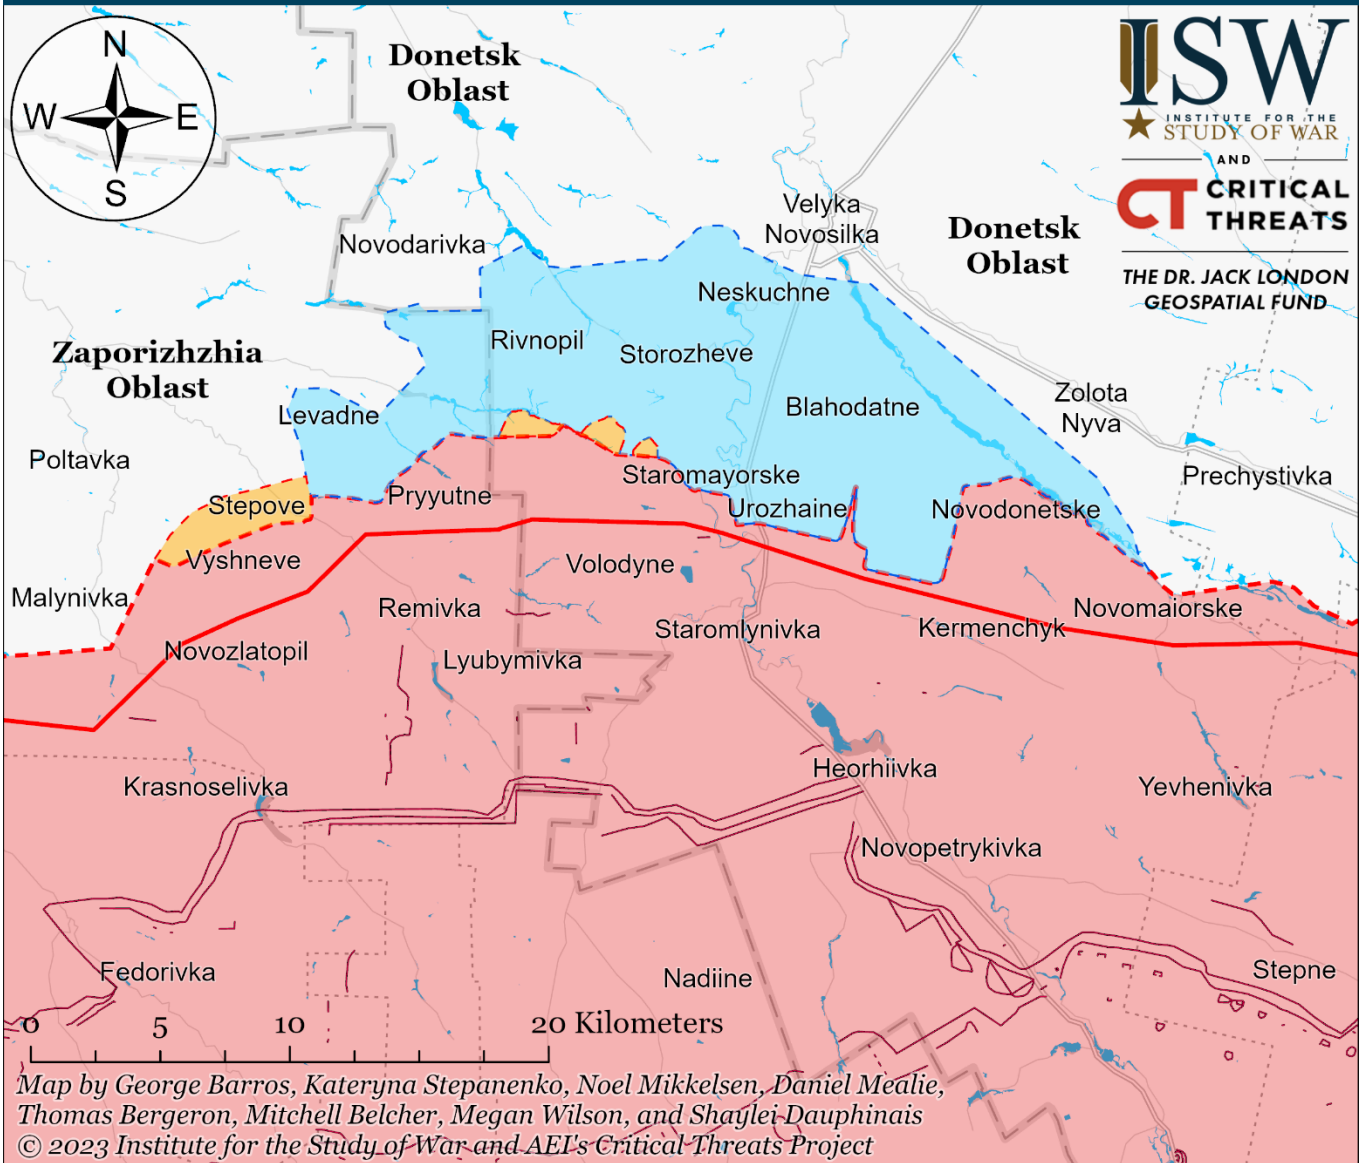 N
W
E
S
Donetsk
Oblast
ISW
INSTITUTE FOR THE
STUDY OF WAR
AND
CT CRITICAL
THREATS
THE DR. JACK LONDON
GEOSPATIAL FUND
Velyka
Novosilka
Donetsk
Oblast
Novodarivka
Neskuchne
Rivnopil
Storozheve
Zaporizhzhia
Oblast
Levadne
Blahodatne
Zolota
Nyva
Poltavka
Staromayorske
Prechystivka
Stepove
Pryyutne
Urozhaine
Novodonetske
Vyshneve
Volodyne
Malynivka
Remivka
Novomaiorske
Staromlynivka
Kermenchyk
Novozlatopil
Lyubymivka
Heorhiivka
Krasnoselivka
Yevhenivka
Novopetrykivka
Fedorivka
Nadiine
Stepne
0 5 10 20 Kilometers
Map by George Barros, Kateryna Stepanenko, Noel Mikkelsen, Daniel Mealie,
Thomas Bergeron, Mitchell Belcher, Megan Wilson, and Shaylei Dauphinais
© 2023 Institute for the Study of War and AEI's Critical Threats Project